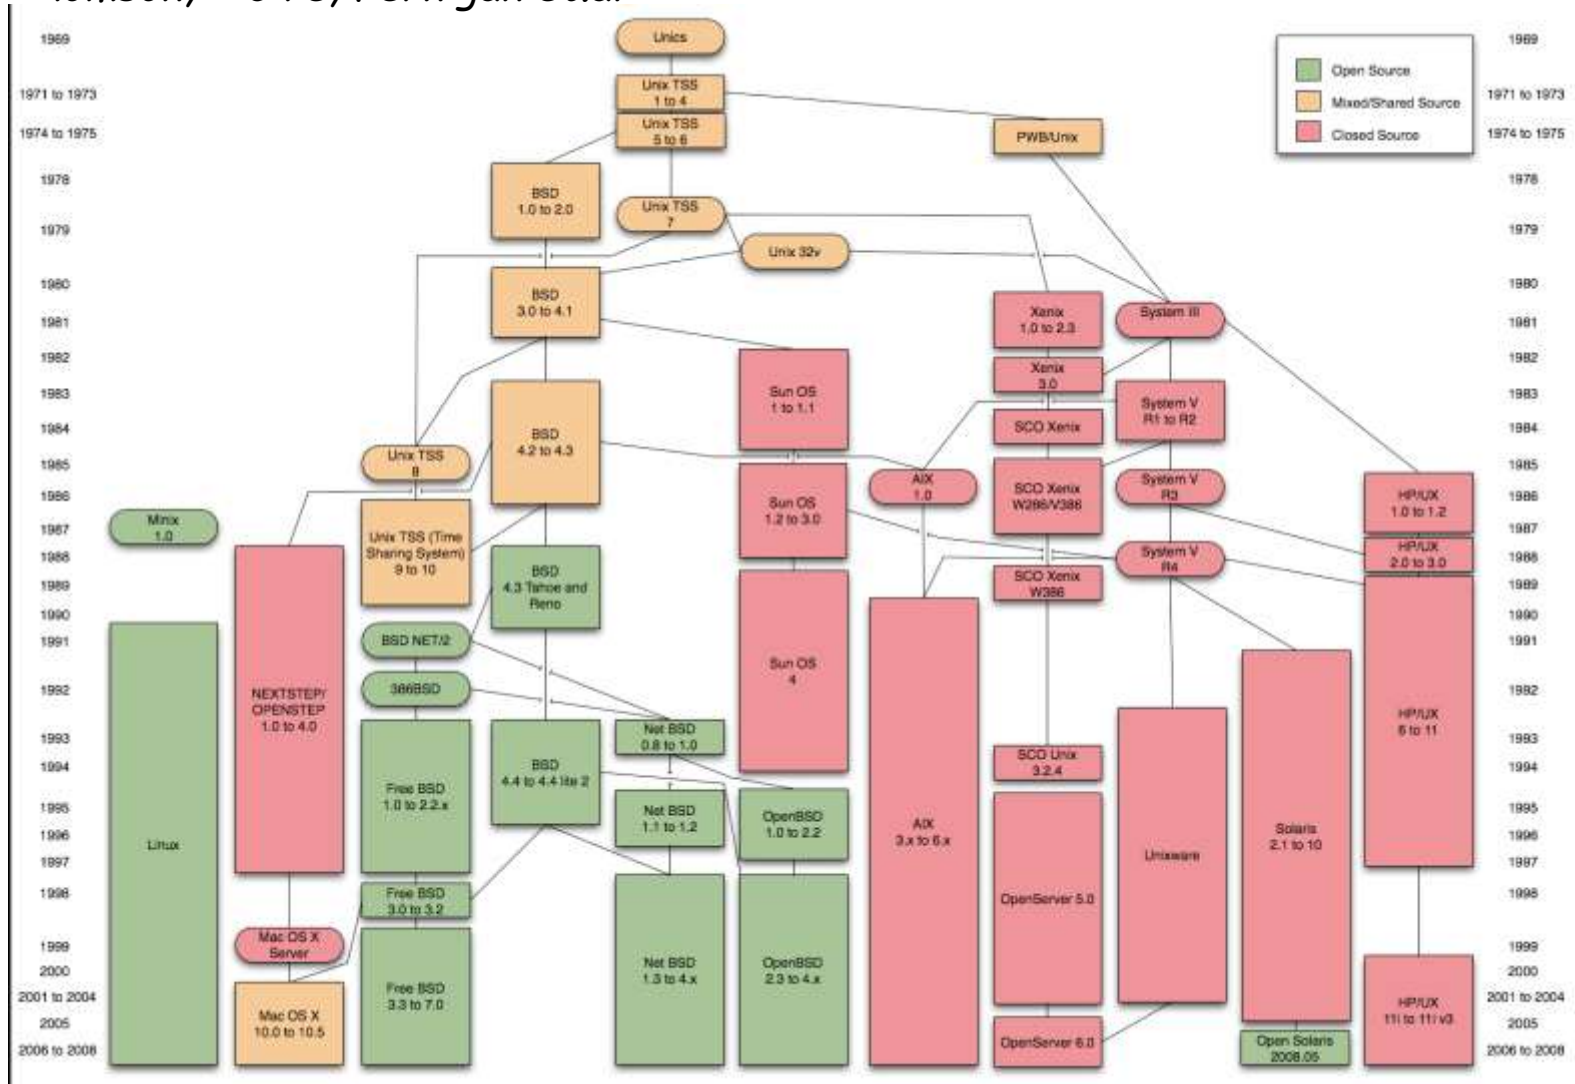 1969
Unics
1969
Open Source
Mixed/Shared Source
Closed Source
1971 to 1973
Unix TSS
1 to 4
1971 to 1973
1974 to 1975
Unix TSS
5 to 6
PWB/Unix
1974 to 1975
1978
BSD
1.0 to 2.0
Unix TSS
7
1978
1979
Unix 32v
1979
1980
BSD
3.0 to 4.1
Xenix
1.0 to 2.3
System III
1980
1981
1981
1982
Sun OS
1 to 1.1
Xenix
3.0
1982
1983
BSD
4.2 to 4.3
System V
R1 to R2
1983
1984
SCO Xenix
1984
1985
Unix TSS
8
Sun OS
1.2 to 3.0
AIX
1.0
SCO Xenix
W286/V386
System V
R3
HP/UX
1.0 to 1.2
1985
1986
1986
Minix
1.0
Unix TSS (Time
Sharing System)
9 to 10
1987
1987
1988
BSD
4.3 Tahoe and
Reno
System V
R4
HP/UX
2.0 to 3.0
1988
1989
SCO Xenix
W386
1989
1990
1990
1991
BSD NET/2
Sun OS
4
1991
1992
NEXTSTEP/
OPENSTEP
1.0 to 4.0
386BSD
HP/UX
6 to 11
1992
1993
Net BSD
0.8 to 1.0
SCO Unix
3.2.4
1993
1994
BSD
4.4 to 4.4 lite 2
1994
1995
Free BSD
1.0 to 2.2.x
Net BSD
1.1 to 1.2
OpenBSD
1.0 to 2.2
1995
1996
Linux
AIX
3.x to 6.x
Unixware
Solaris
2.1 to 10
1996
1997
1997
1998
Free BSD
3.0 to 3.2
OpenServer 5.0
1998
1999
Mac OS X
Server
1999
2000
Free BSD
3.3 to 7.0
Net BSD
1.3 to 4.x
OpenBSD
2.3 to 4.x
2000
2001 to 2004
Mac OS X
10.0 to 10.5
HP/UX
11i to 11i v3
2001 to 2004
2005
2005
2006 to 2008
OpenServer 6.0
Open Solaris
2008.05
2006 to 2008